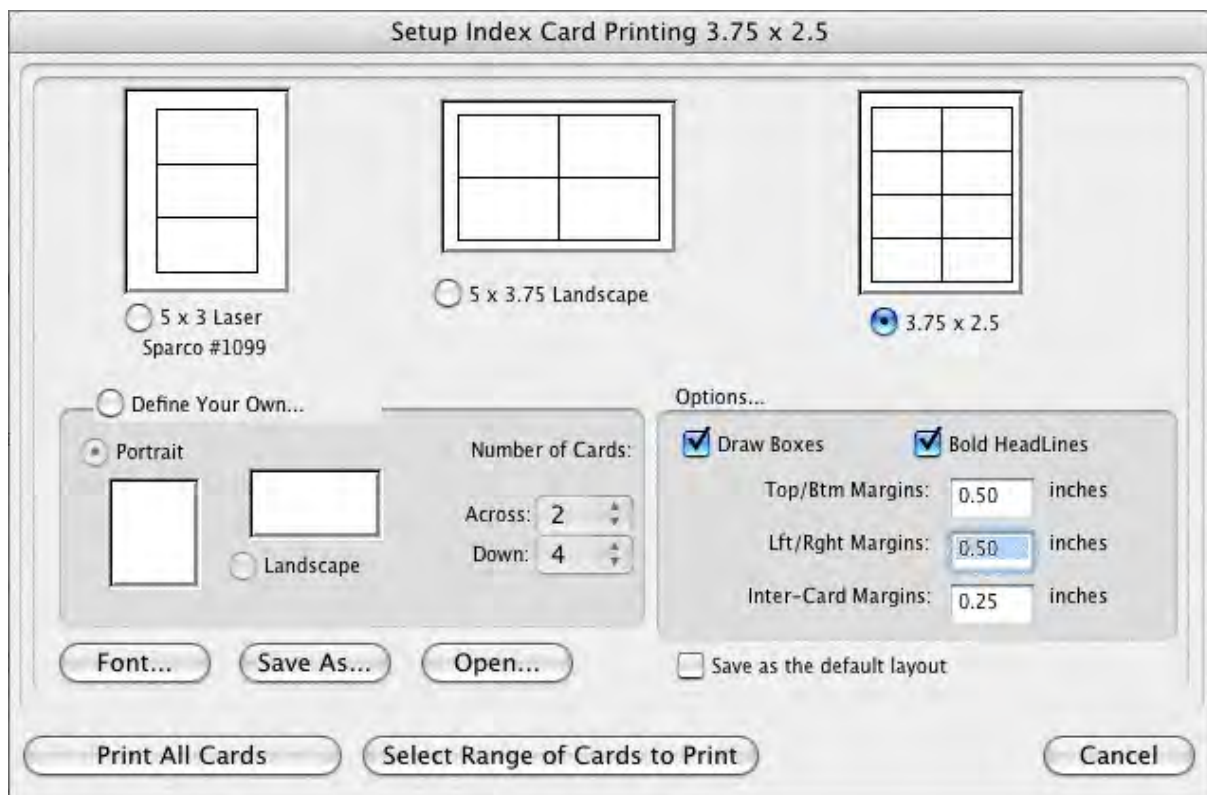 Setup Index Card Printing 3.75 x 2.5
5 x 3 Laser
Sparco #1099
5 x 3.75 Landscape
3.75 x 2.5
Define Your Own...
Portrait
Landscape
Number of Cards:
Across: 2
Down: 4
Options...
Draw Boxes
Bold HeadLines
Top/Btm Margins: 0.50 inches
Lft/Rght Margins: 0.50 inches
Inter-Card Margins: 0.25 inches
Font...
Save As...
Open...
Save as the default layout
Print All Cards
Select Range of Cards to Print
Cancel